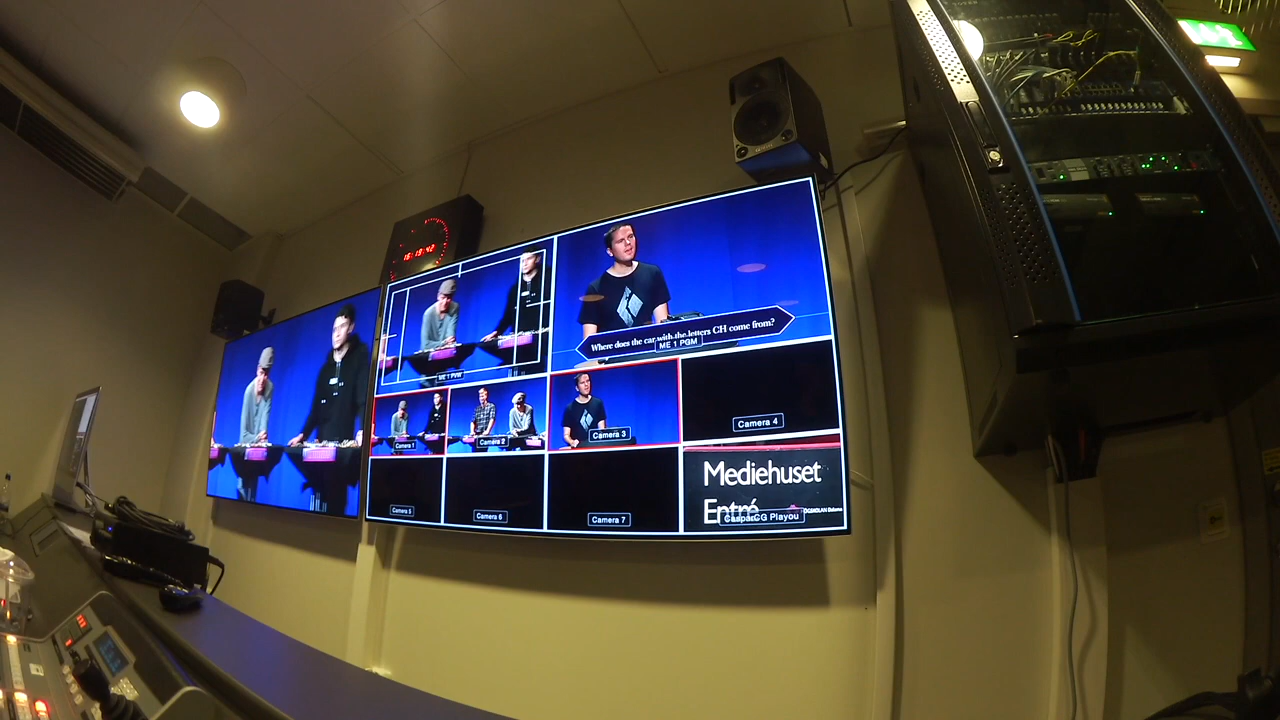 Where does the car with the letters CH come from?
ME 1 PVW
ME 1 PGM
Camera 1
Camera 2
Camera 3
Camera 4
Camera 5
Camera 6
Camera 7
Mediehuset
Entré
CasparCG Playou